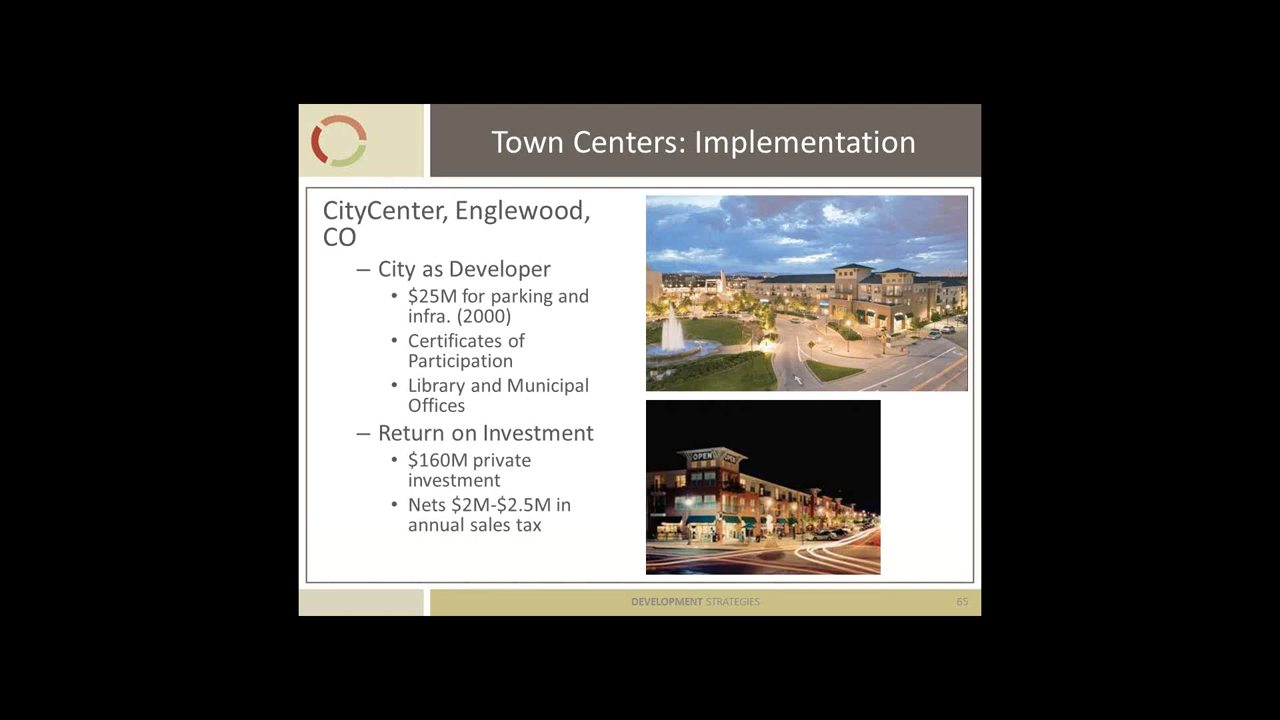 Town Centers: Implementation
CityCenter, Englewood,
CO
– City as Developer
• $25M for parking and
infra. (2000)
• Certificates of
Participation
• Library and Municipal
Offices
– Return on Investment
• $160M private
investment
• Nets $2M-$2.5M in
annual sales tax
OPEN OPEN
DEVELOPMENT STRATEGIES
65